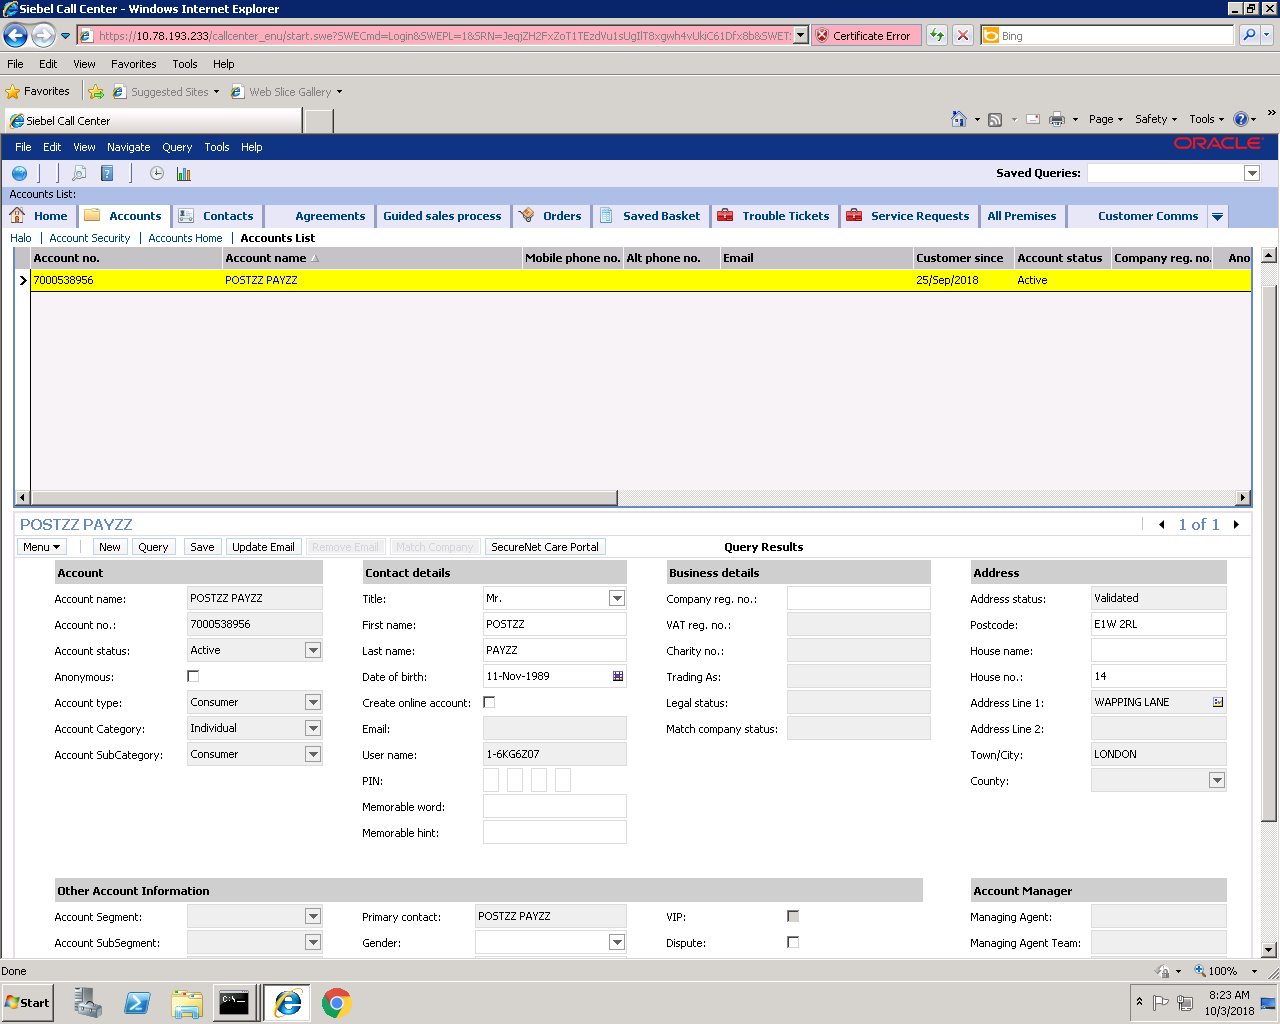 Siebel Call Center - Windows Internet Explorer
https://10.78.193.233/callcenter_enu/start.swe?SWECmd=Login&SWEPL=1&SRN=
Certificate Error
Bing
File Edit View Favorites Tools Help
Favorites Suggested Sites Web Slice Gallery
Siebel Call Center
Page Safety Tools
File Edit View Navigate Query Tools Help
ORACLE
Saved Queries:
Accounts List:
Home Accounts Contacts Agreements Guided sales process Orders Saved Basket Trouble Tickets Service Requests All Premises Customer Comms
Halo Account Security Accounts Home Accounts List
Account no. Account name Mobile phone no. Alt phone no. Email Customer since Account status Company reg. no. Ano
7000538956 POSTZZ PAYZZ 25/Sep/2018 Active
POSTZZ PAYZZ
1 of 1
Menu New Query Save Update Email Remove Email Match Company SecureNet Care Portal Query Results
Account
Account name: POSTZZ PAYZZ
Account no.: 7000538956
Account status: Active
Anonymous:
Account type: Consumer
Account Category: Individual
Account SubCategory: Consumer
Contact details
Title: Mr.
First name: POSTZZ
Last name: PAYZZ
Date of birth: 11-Nov-1989
Create online account:
Email:
User name: 1-6KG6Z07
PIN:
Memorable word:
Memorable hint:
Business details
Company reg. no.:
VAT reg. no.:
Charity no.:
Trading As:
Legal status:
Match company status:
Address
Address status: Validated
Postcode: E1W 2RL
House name:
House no.: 14
Address Line 1: WAPPING LANE
Address Line 2:
Town/City: LONDON
County:
Other Account Information
Account Segment:
Account SubSegment:
Primary contact: POSTZZ PAYZZ
Gender:
VIP:
Dispute:
Account Manager
Managing Agent:
Managing Agent Team:
Done
100%
Start
8:23 AM
10/3/2018